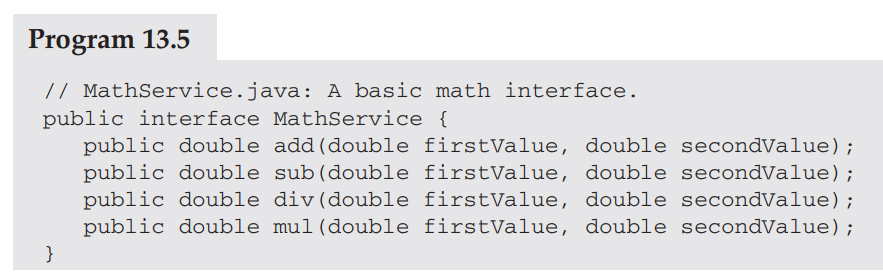 Program 13.5
// MathService.java: A basic math interface.
public interface MathService {
public double add(double firstValue, double secondValue);
public double sub(double firstValue, double secondValue);
public double div(double firstValue, double secondValue);
public double mul(double firstValue, double secondValue);
}